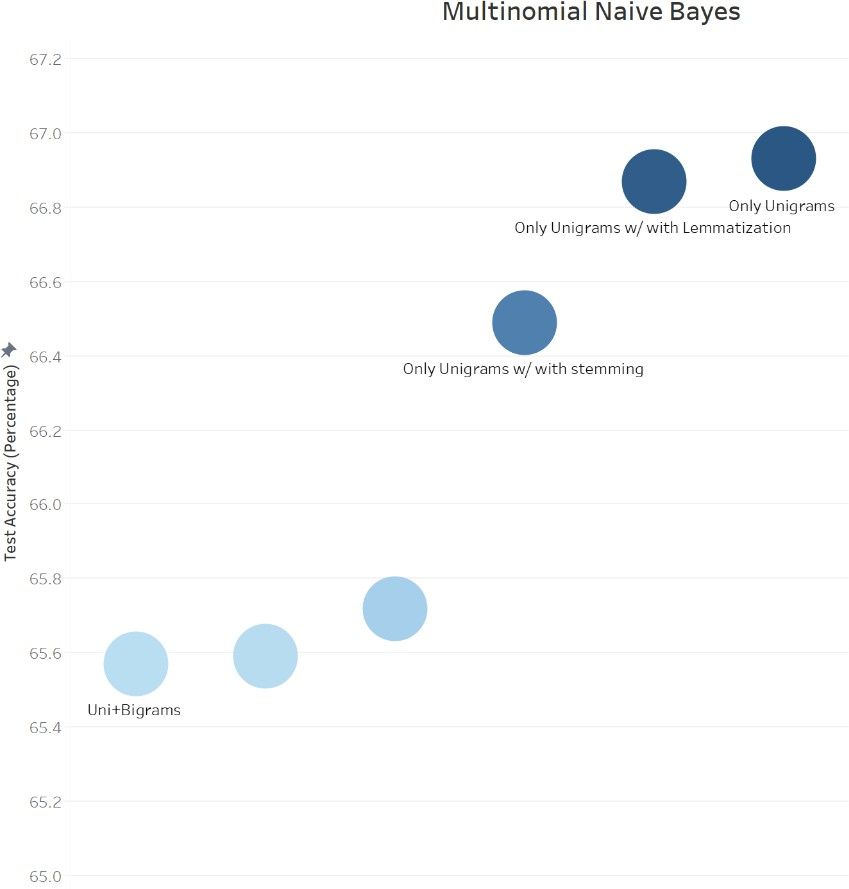 Multinomial Naive Bayes
67.2
67.0
66.8
Only Unigrams
Only Unigrams w/ with Lemmatization
66.6
66.4
Only Unigrams w/ with stemming
66.2
66.0
65.8
65.6
Uni+Bigrams
65.4
65.2
65.0
Test Accuracy (Percentage)